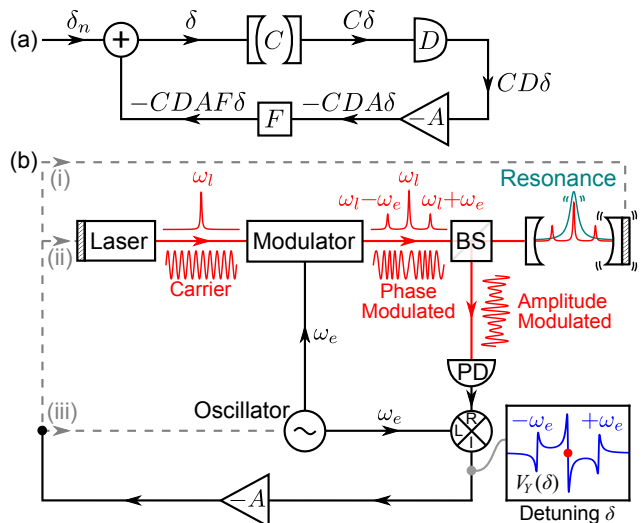 (a)
δₙ
+
δ
C
Cδ
D
CDδ
−CDAFδ
F
−CDAδ
−A
(b)
(i)
ωₗ
ωₗ
ωₗ−ωₑ
ωₗ+ωₑ
Resonance
(ii)
Laser
Modulator
BS
Carrier
Phase
Modulated
Amplitude
Modulated
ωₑ
PD
(iii)
Oscillator
~
ωₑ
L
R
I
−ωₑ
+ωₑ
V_Y(δ)
−A
Detuning δ